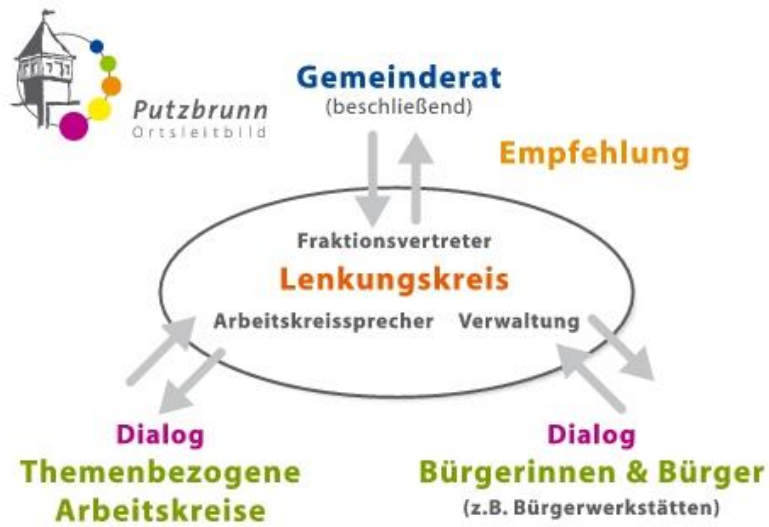 Putzbrunn
Ortsleitbild
Gemeinderat
(beschließend)
Empfehlung
Fraktionsvertreter
Lenkungskreis
Arbeitskreissprecher Verwaltung
Dialog
Themenbezogene
Arbeitskreise
Dialog
Bürgerinnen & Bürger
(z.B. Bürgerwerkstätten)